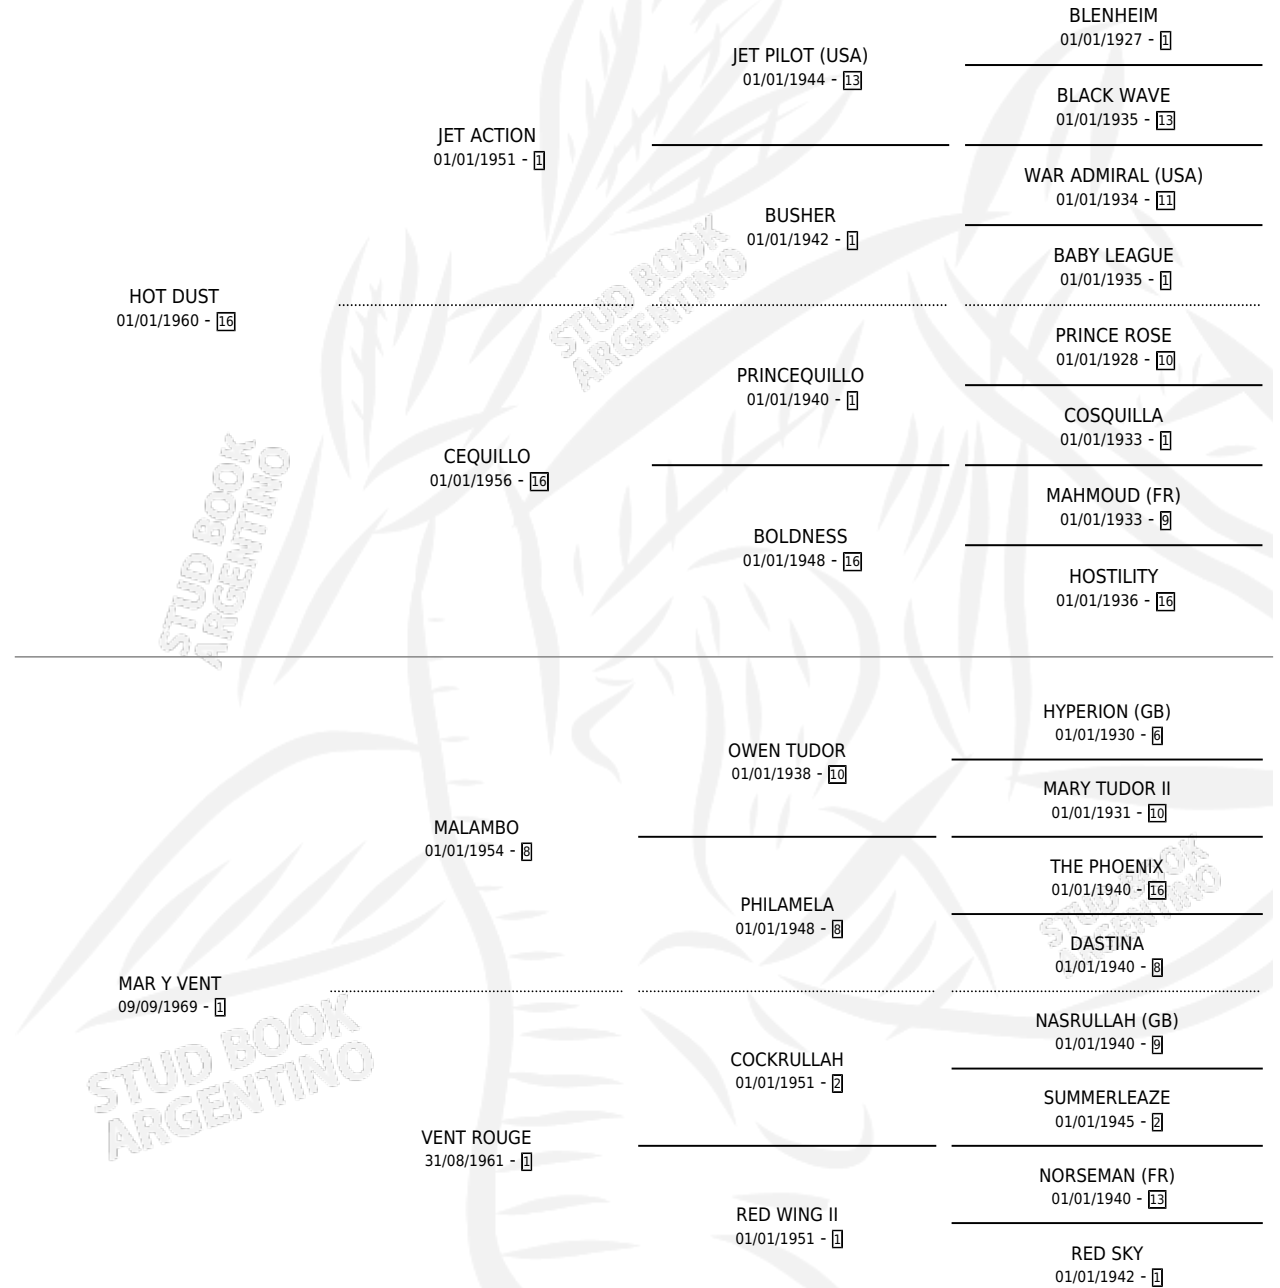 BLENHEIM
01/01/1927 - 1
JET PILOT (USA)
01/01/1944 - 13
BLACK WAVE
01/01/1935 - 13
JET ACTION
01/01/1951 - 1
WAR ADMIRAL (USA)
01/01/1934 - 11
BUSHER
01/01/1942 - 1
BABY LEAGUE
01/01/1935 - 1
HOT DUST
01/01/1960 - 16
STUD BOOK
ARGENTINO
PRINCE ROSE
01/01/1928 - 10
PRINCEQUILLO
01/01/1940 - 1
COSQUILLA
01/01/1933 - 1
CEQUILLO
01/01/1956 - 16
MAHMOUD (FR)
01/01/1933 - 9
BOLDNESS
01/01/1948 - 16
HOSTILITY
01/01/1936 - 16
STUD BOOK
ARGENTINO
HYPERION (GB)
01/01/1930 - 6
OWEN TUDOR
01/01/1938 - 10
MARY TUDOR II
01/01/1931 - 10
MALAMBO
01/01/1954 - 8
THE PHOENIX
01/01/1940 - 16
PHILAMELA
01/01/1948 - 8
STUD BOOK
ARGENTINO
DASTINA
01/01/1940 - 8
MAR Y VENT
09/09/1969 - 1
NASRULLAH (GB)
01/01/1940 - 9
COCKRULLAH
01/01/1951 - 2
STUD BOOK
ARGENTINO
SUMMERLEAZE
01/01/1945 - 2
VENT ROUGE
31/08/1961 - 1
NORSEMAN (FR)
01/01/1940 - 13
RED WING II
01/01/1951 - 1
RED SKY
01/01/1942 - 1